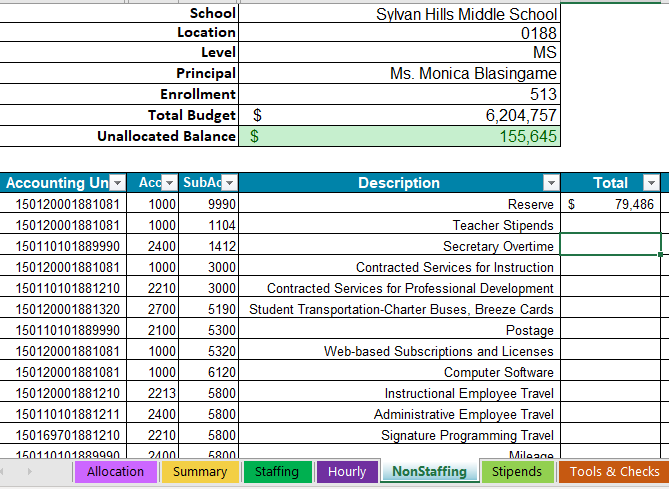 School Sylvan Hills Middle School
Location 0188
Level MS
Principal Ms. Monica Blasingame
Enrollment 513
Total Budget $ 6,204,757
Unallocated Balance $ 155,645
Accounting Un Acc SubAc Description Total
150120001881081 1000 9990 Reserve $ 79,486
150120001881081 1000 1104 Teacher Stipends
150110101889990 2400 1412 Secretary Overtime
150120001881081 1000 3000 Contracted Services for Instruction
150110101881210 2210 3000 Contracted Services for Professional Development
150120001881320 2700 5190 Student Transportation-Charter Buses, Breeze Cards
150110101889990 2100 5300 Postage
150120001881081 1000 5320 Web-based Subscriptions and Licenses
150120001881081 1000 6120 Computer Software
150120001881210 2213 5800 Instructional Employee Travel
150110101881211 2400 5800 Administrative Employee Travel
150169701881210 2210 5800 Signature Programming Travel
150110101889990 2400 5800 Mileage
Allocation Summary Staffing Hourly NonStaffing Stipends Tools & Checks